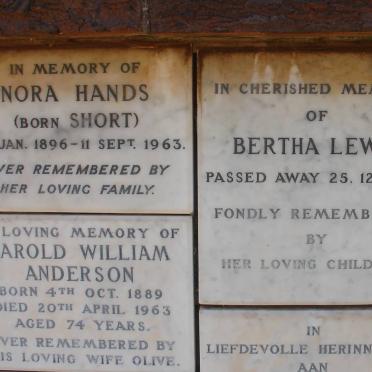 IN MEMORY OF
NORA HANDS
(BORN SHORT)
JAN. 1896-11 SEPT. 1963.
VER REMEMBERED BY
HER LOVING FAMILY.
LOVING MEMORY OF
AROLD WILLIAM
ANDERSON
BORN 4TH OCT. 1889
DIED 20TH APRIL 1963
AGED 74 YEARS.
VER REMEMBERED BY
HIS LOVING WIFE OLIVE.
IN CHERISHED ME
OF
BERTHA LEW
PASSED AWAY 25. 12
FONDLY REMEMB
BY
HER LOVING CHILD
IN
LIEFDEVOLLE HERINN
AAN